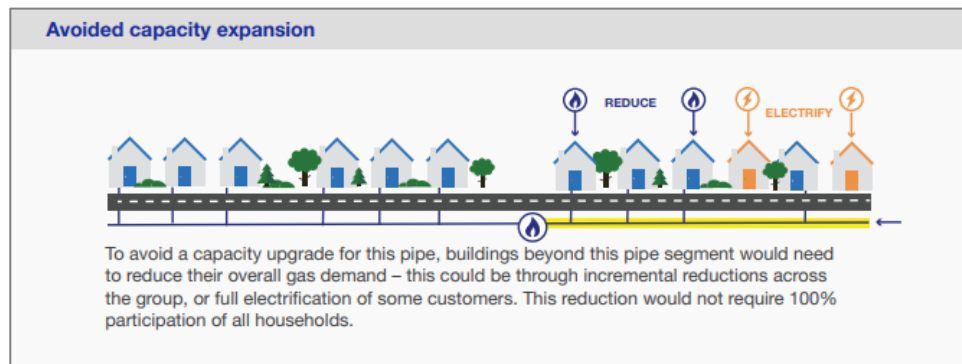 Avoided capacity expansion
REDUCE
ELECTRIFY
To avoid a capacity upgrade for this pipe, buildings beyond this pipe segment would need
to reduce their overall gas demand – this could be through incremental reductions across
the group, or full electrification of some customers. This reduction would not require 100%
participation of all households.